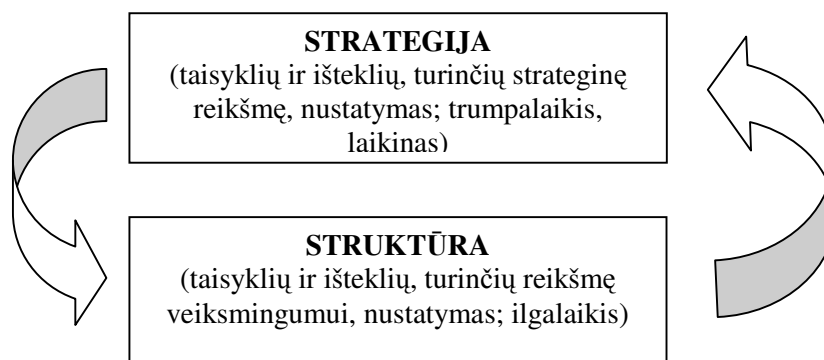 STRATEGIJA
(taisyklių ir išteklių, turinčių strateginę
reikšmę, nustatymas; trumpalaikis,
laikinas)
STRUKTŪRA
(taisyklių ir išteklių, turinčių reikšmę
veiksmingumui, nustatymas; ilgalaikis)